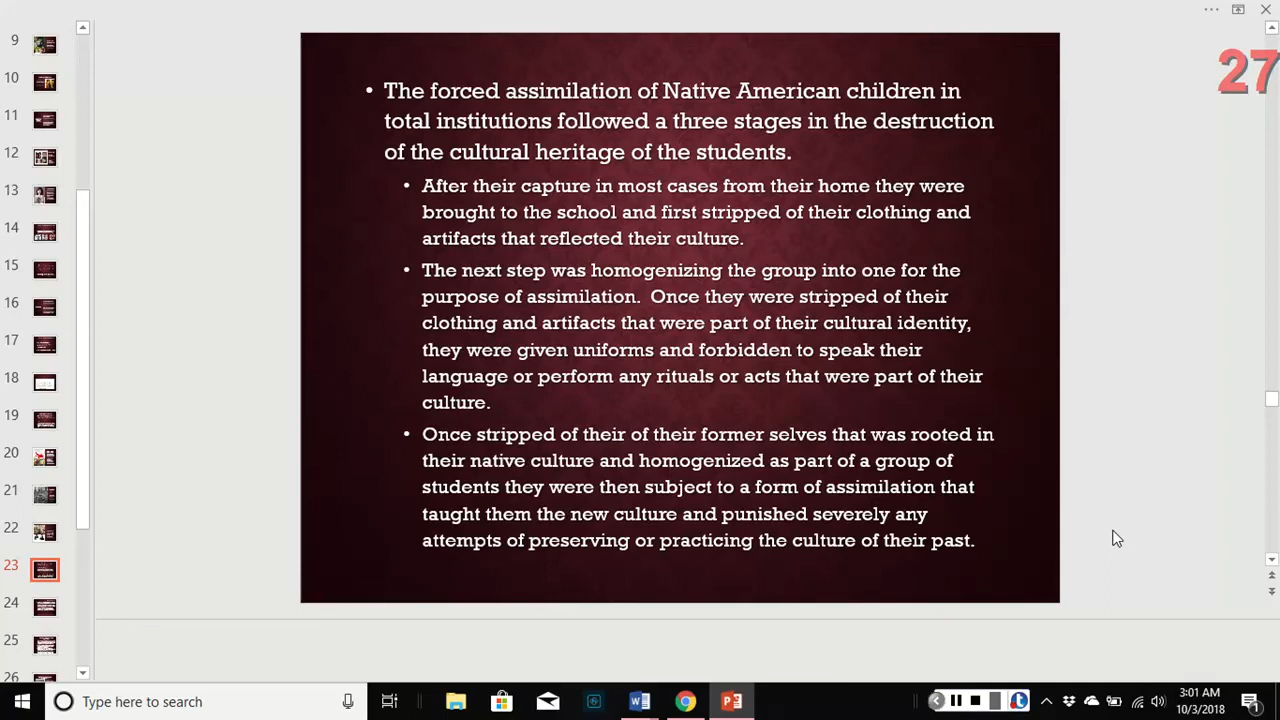 27
9
10
11
12
13
14
15
16
17
18
19
20
21
22
23
24
25
26
• The forced assimilation of Native American children in
total institutions followed a three stages in the destruction
of the cultural heritage of the students.
• After their capture in most cases from their home they were
brought to the school and first stripped of their clothing and
artifacts that reflected their culture.
• The next step was homogenizing the group into one for the
purpose of assimilation. Once they were stripped of their
clothing and artifacts that were part of their cultural identity,
they were given uniforms and forbidden to speak their
language or perform any rituals or acts that were part of their
culture.
• Once stripped of their of their former selves that was rooted in
their native culture and homogenized as part of a group of
students they were then subject to a form of assimilation that
taught them the new culture and punished severely any
attempts of preserving or practicing the culture of their past.
Type here to search
3:01 AM
10/3/2018